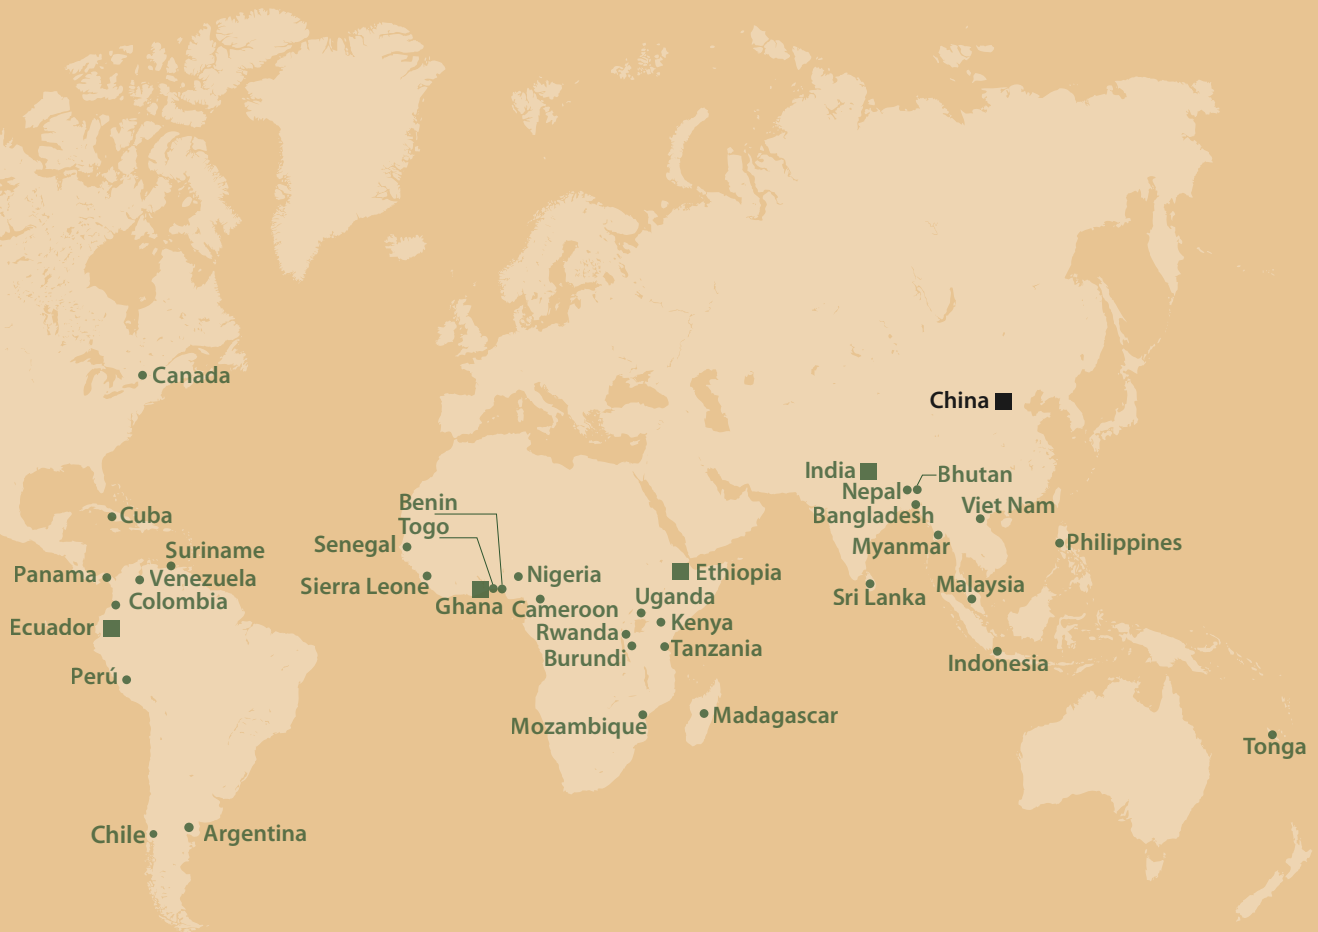 Canada
China
India
Bhutan
Nepal
Benin
Viet Nam
Cuba
Bangladesh
Togo
Philippines
Senegal
Myanmar
Suriname
Panama
Venezuela
Nigeria
Ethiopia
Sierra Leone
Malaysia
Uganda
Sri Lanka
Colombia
Ghana
Cameroon
Kenya
Ecuador
Rwanda
Tanzania
Burundi
Indonesia
Perú
Madagascar
Mozambique
Tonga
Chile
Argentina